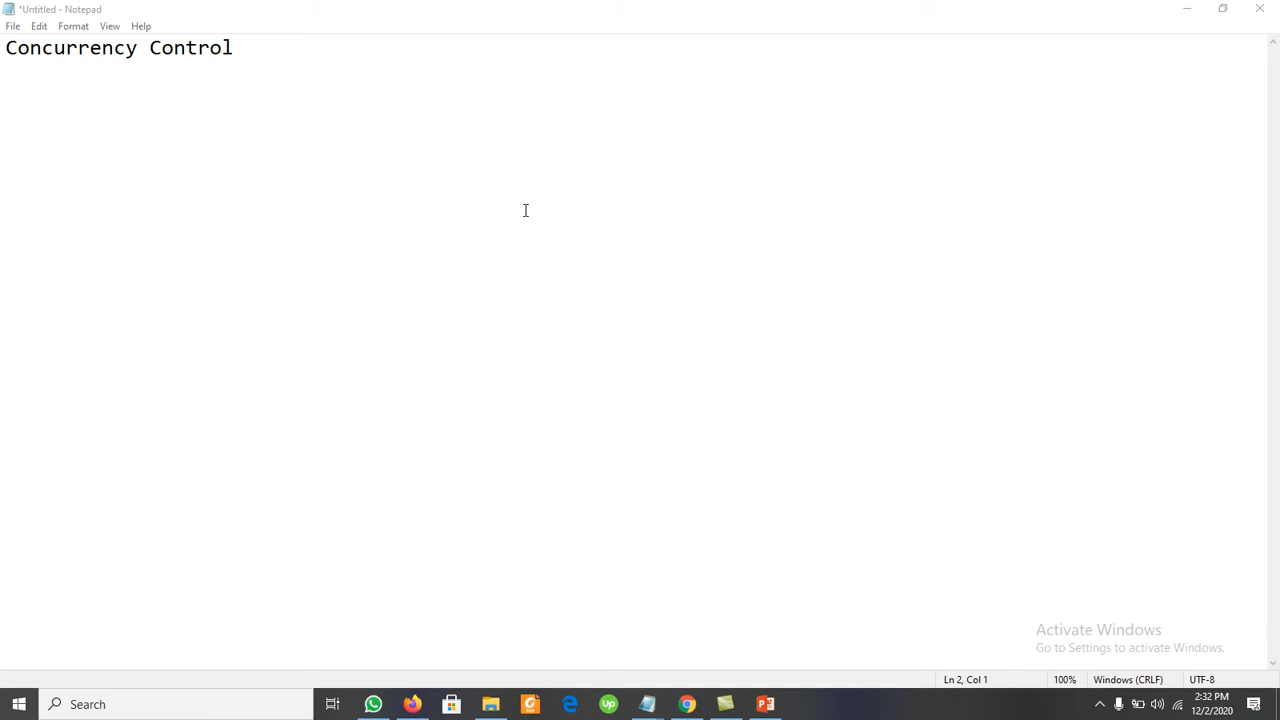 *Untitled - Notepad
File Edit Format View Help
Concurrency Control
Activate Windows
Go to Settings to activate Windows.
Ln 2, Col 1 100% Windows (CRLF) UTF-8
Search
Up
2:32 PM
12/2/2020